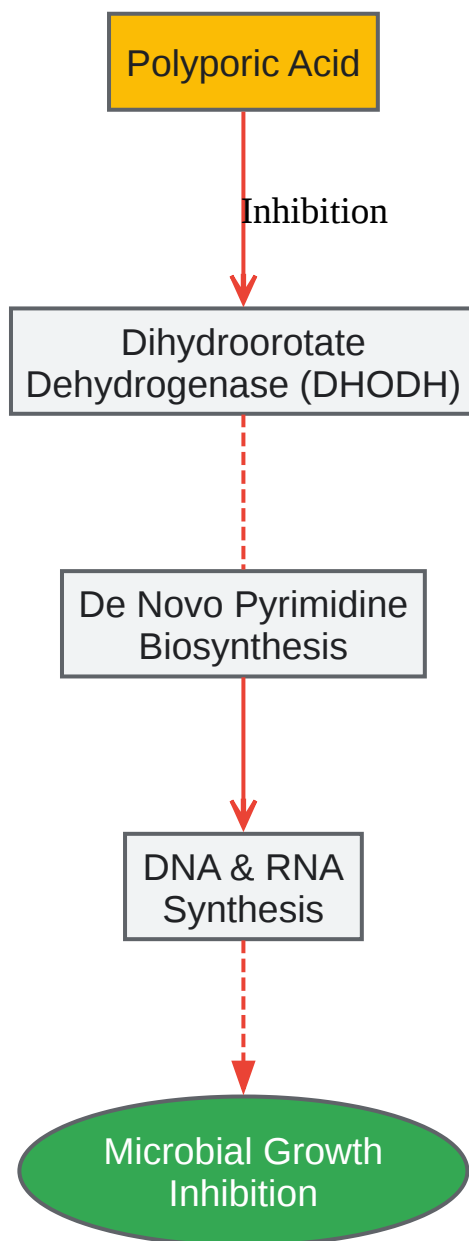 Polyporic Acid
Inhibition
Dihydroorotate
Dehydrogenase (DHODH)
De Novo Pyrimidine
Biosynthesis
DNA & RNA
Synthesis
Microbial Growth
Inhibition